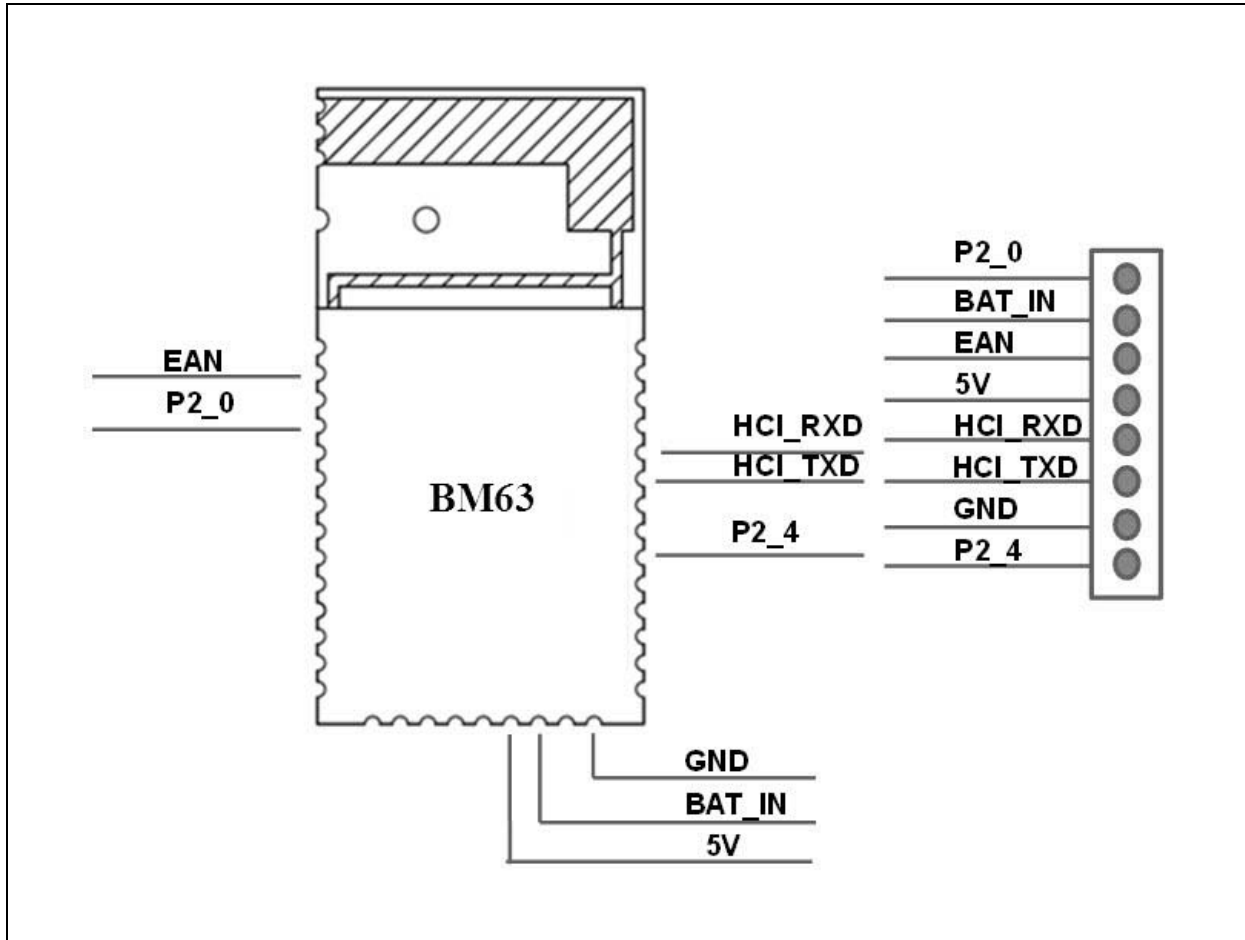 EAN
P2_0
BM63
HCI_RXD
HCI_TXD
P2_4
GND
BAT_IN
5V
P2_0
BAT_IN
EAN
5V
HCI_RXD
HCI_TXD
GND
P2_4